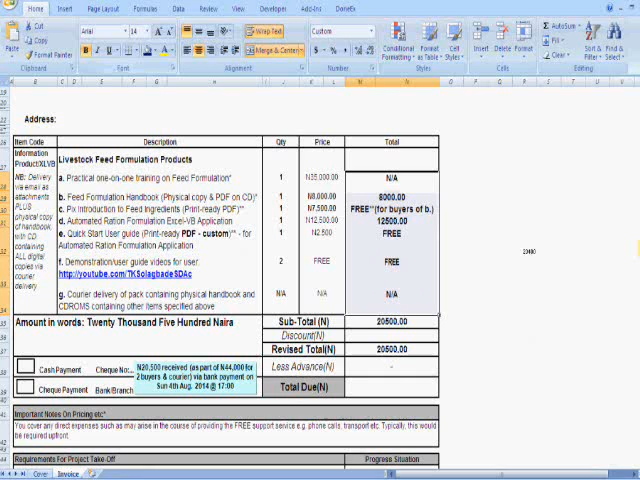 Home Insert Page Layout Formulas Data Review View Developer Add-Ins DoneEx
Cut
Copy
Format Painter
Paste
Clipboard
Arial 14
Font
Wrap Text
Merge & Center
Alignment
Custom
Number
Conditional Formatting
Format as Table
Cell Styles
Styles
Insert Delete Format
Cells
AutoSum
Fill
Clear
Sort & Filter
Find & Select
Editing
Address:
Item Code Description Qty Price Total
Information Product/XLVB
Livestock Feed Formulation Products
NB: Delivery via email as attachments PLUS physical copy of handbook, with CD containing ALL digital copies via courier delivery
a. Practical one-on-one training on Feed Formulation* 1 N35,000.00 N/A
b. Feed Formulation Handbook (Physical copy & PDF on CD)* 1 N8,000.00 8000.00
c. Pix Introduction to Feed Ingredients (Print-ready PDF)** 1 N7,500.00 FREE**(for buyers of b.)
d. Automated Ration Formulation Excel-VB Application 1 N12,500.00 12500.00
e. Quick Start User guide (Print-ready PDF - custom)** - for 1 N2,500 FREE
Automated Ration Formulation Application
f. Demonstration/user guide videos for user: 2 FREE FREE
http://youtube.com/TKSolagbadeSDAc
g. Courier delivery of pack containing physical handbook and N/A N/A N/A
CDROMS containing other items specified above
20480
Amount in words: Twenty Thousand Five Hundred Naira Sub-Total (N) 20500.00
Discount(N)
Revised Total(N) 20500.00
Cash Payment Cheque No: Less Advance(N) -
Cheque Payment Bank/Branch Total Due(N)
N20,500 received (as part of N44,000 for
2 buyers & courier) via bank payment on
Sun 4th Aug. 2014 @ 17:00
Important Notes On Pricing etc*
You cover any direct expenses such as may arise in the course of providing the FREE support service e.g. phone calls, transport etc. Typically, this would
be required upfront.
Requirements For Project Take-Off Progress Situation
Cover Invoice